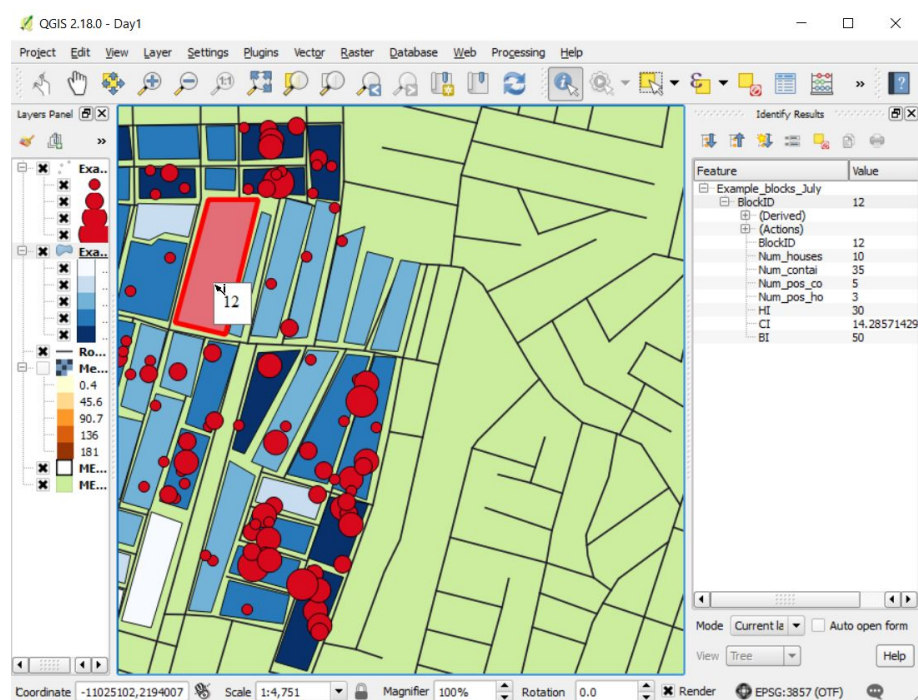 QGIS 2.18.0 - Day1
Project Edit View Layer Settings Plugins Vector Raster Database Web Processing Help
Layers Panel
Exa..
Exa..
Ro...
Me...
0.4
45.6
90.7
136
181
ME...
ME...
12
Identify Results
Feature Value
Example_blocks_July
BlockID 12
(Derived)
(Actions)
BlockID 12
Num_houses 10
Num_contai 35
Num_pos_co 5
Num_pos_ho 3
HI 30
CI 14.28571429
BI 50
Mode Current la Auto open form
View Tree Help
Coordinate -11025102,2194007 Scale 1:4,751 Magnifier 100% Rotation 0.0 Render EPSG:3857 (OTF)